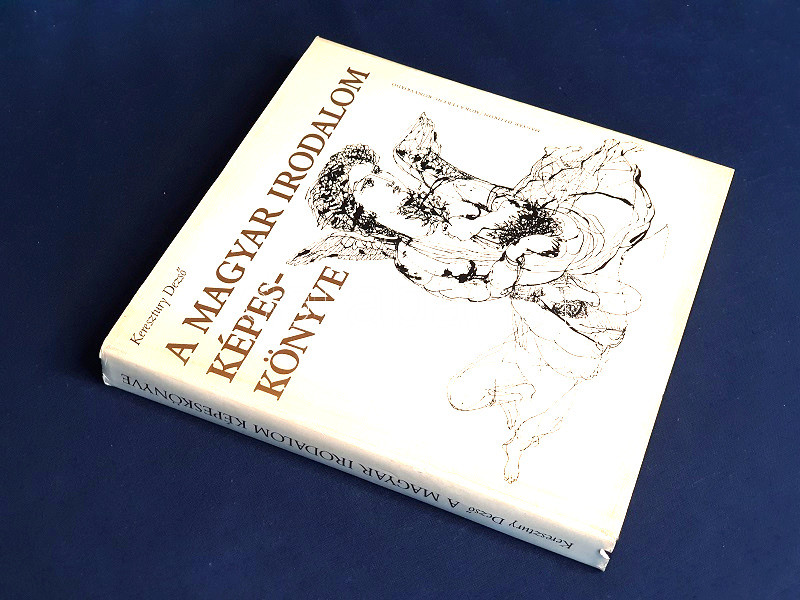 Keresztury Dezső
A MAGYAR IRODALOM
KÉPES-
KÖNYVE
Keresztury Dezső A MAGYAR IRODALOM KÉPESKÖNYVE